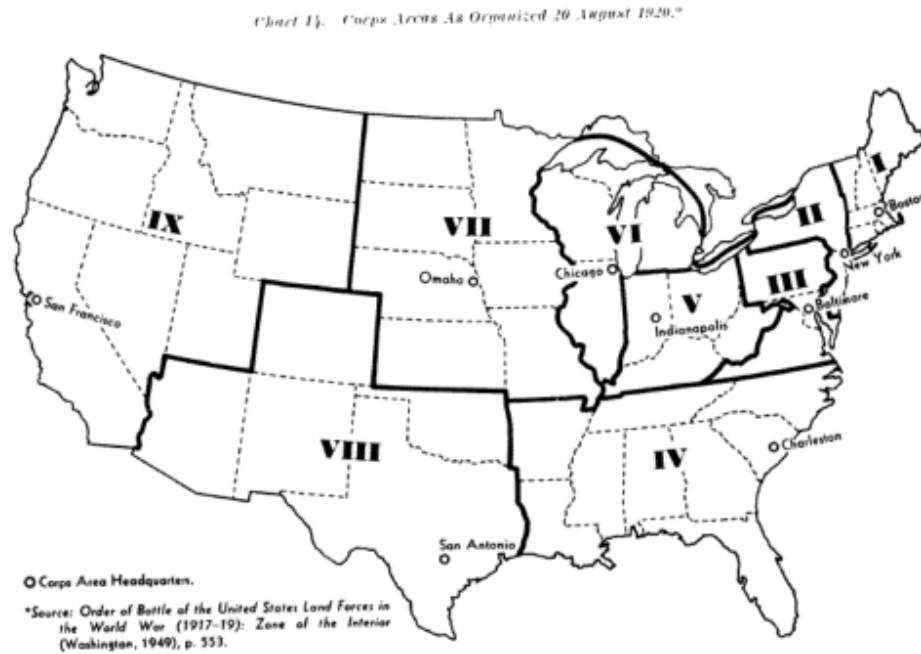 Chart 14. Corps Areas As Organized 20 August 1920.*
I
II
IX
VII
VI
Boston
New York
Chicago
Omaha
III
V
Baltimore
San Francisco
Indianapolis
VIII
IV
Charleston
San Antonio
Corps Area Headquarters.
*Source: Order of Battle of the United States Land Forces in
the World War (1917-19): Zone of the Interior
(Washington, 1949), p. 553.